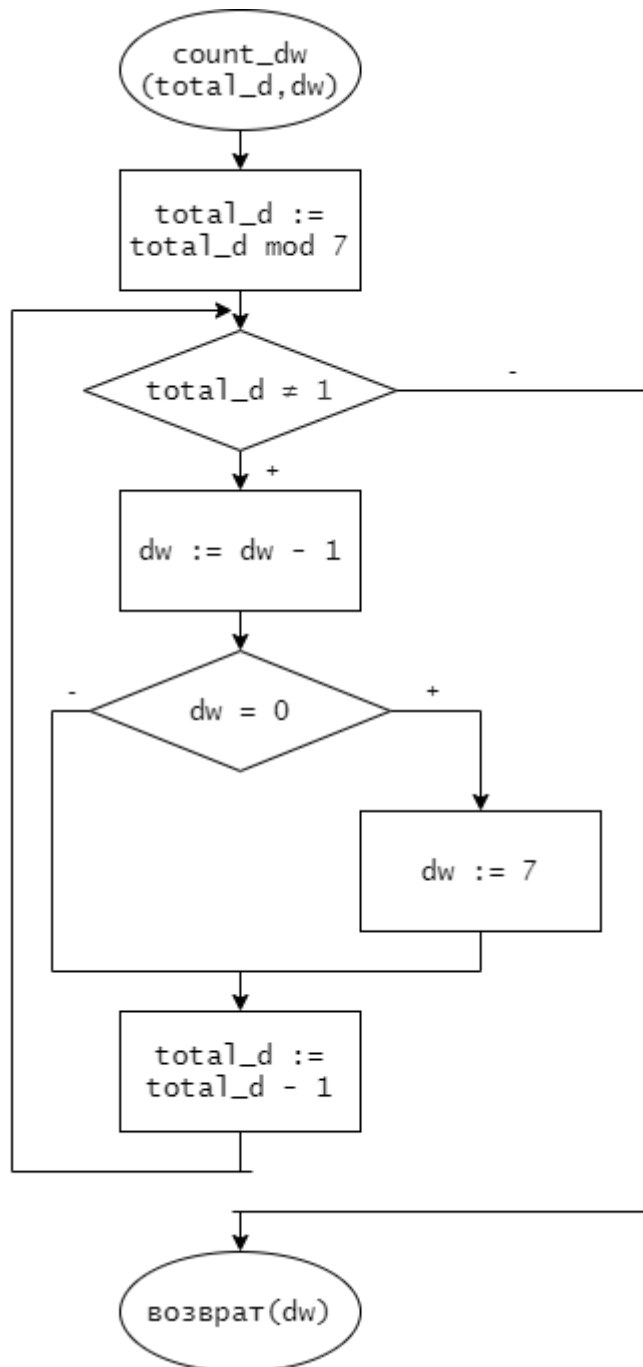 count_dw
(total_d,dw)
total_d :=
total_d mod 7
total_d ≠ 1
-
+
dw := dw - 1
-
dw = 0
+
dw := 7
total_d :=
total_d - 1
возврат(dw)